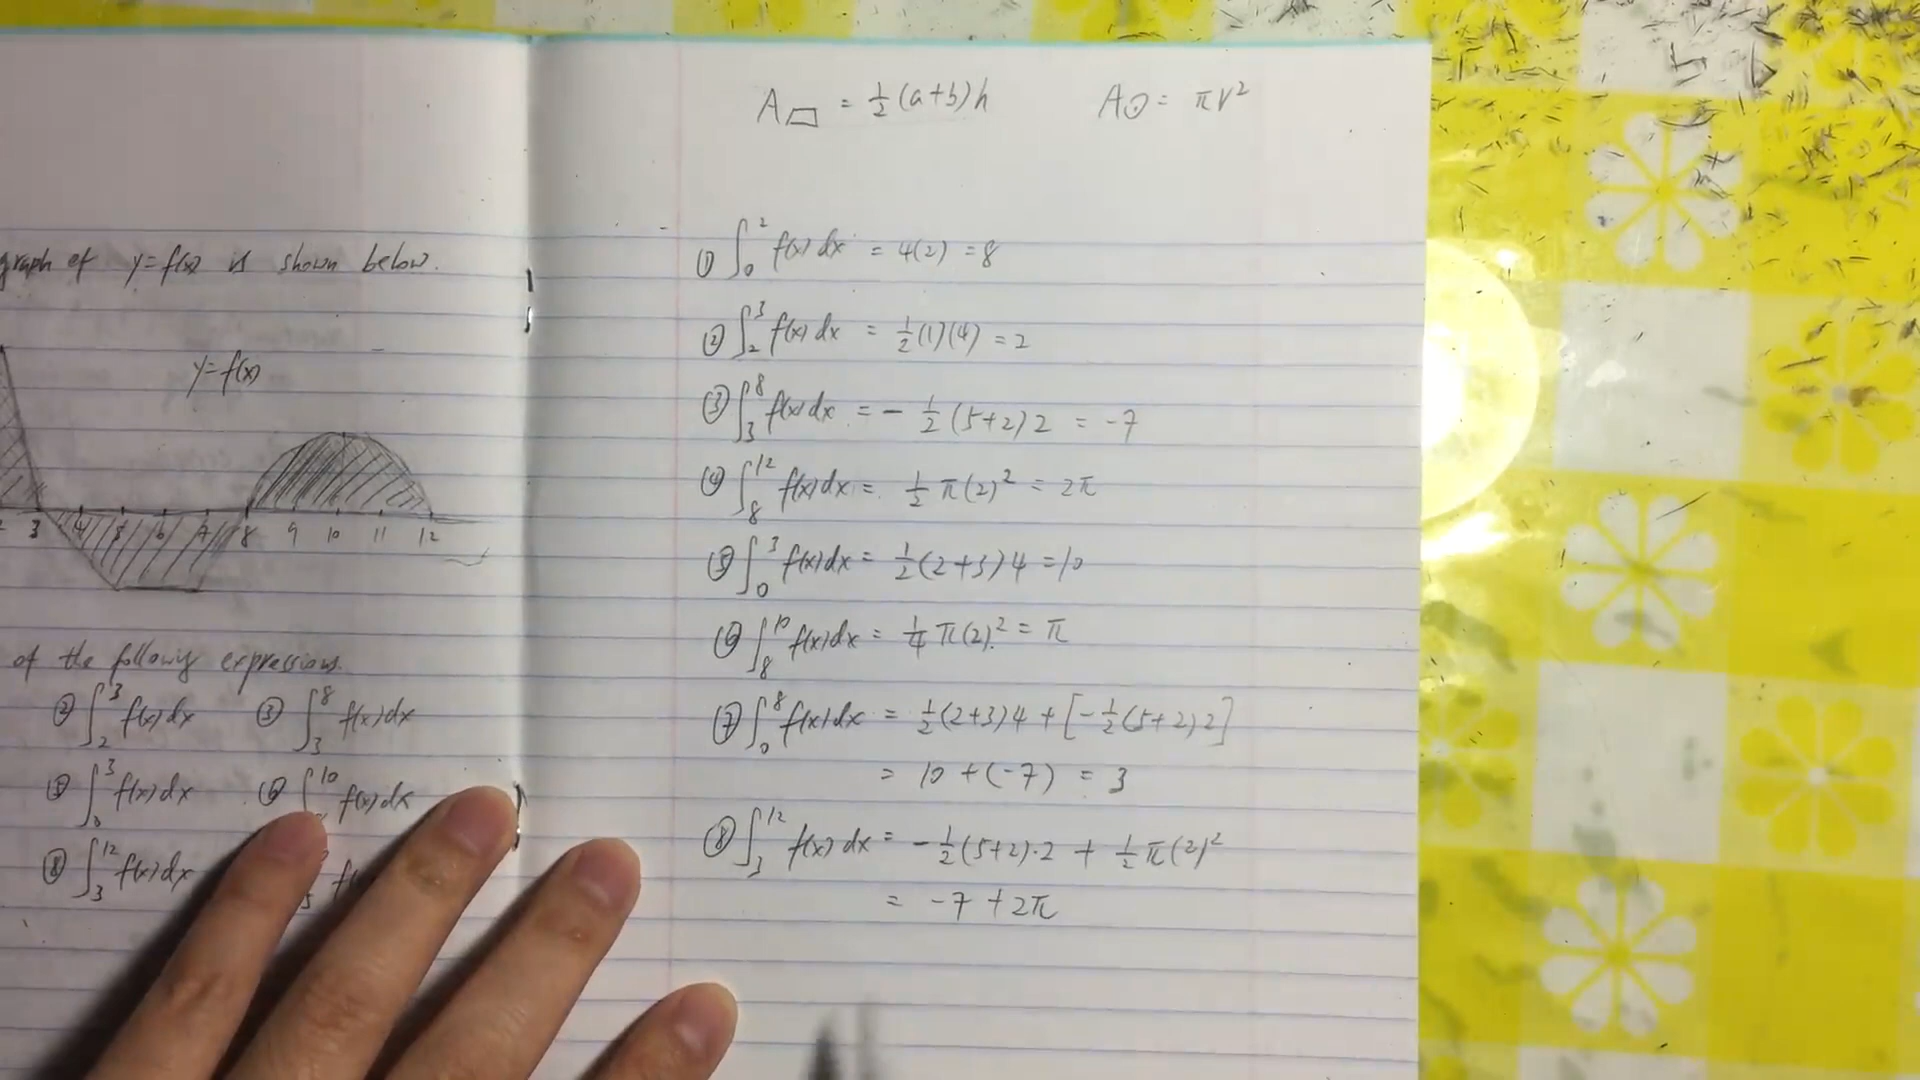 graph of y=f(x) is shown below.
y=f(x)
3 4 5 6 7 8 9 10 11 12
of the following expressions.
② ∫₂³ f(x)dx ③ ∫₃⁸ f(x)dx
⑤ ∫₀³ f(x)dx ⑥ ∫¹⁰ f(x)dx
⑧ ∫₃¹² f(x)dx
A▱ = ½(a+b)h A○ = πr²
① ∫₀² f(x)dx = 4(2) = 8
② ∫₂³ f(x)dx = ½(1)(4) = 2
③ ∫₃⁸ f(x)dx = - ½(5+2)2 = -7
④ ∫₈¹² f(x)dx = ½π(2)² = 2π
⑤ ∫₀³ f(x)dx = ½(2+3)4 = 10
⑥ ∫₈¹⁰ f(x)dx = ¼π(2)² = π
⑦ ∫₀⁸ f(x)dx = ½(2+3)4 + [-½(5+2)2]
= 10 + (-7) = 3
⑧ ∫₃¹² f(x)dx = -½(5+2)·2 + ½π(2)²
= -7 + 2π